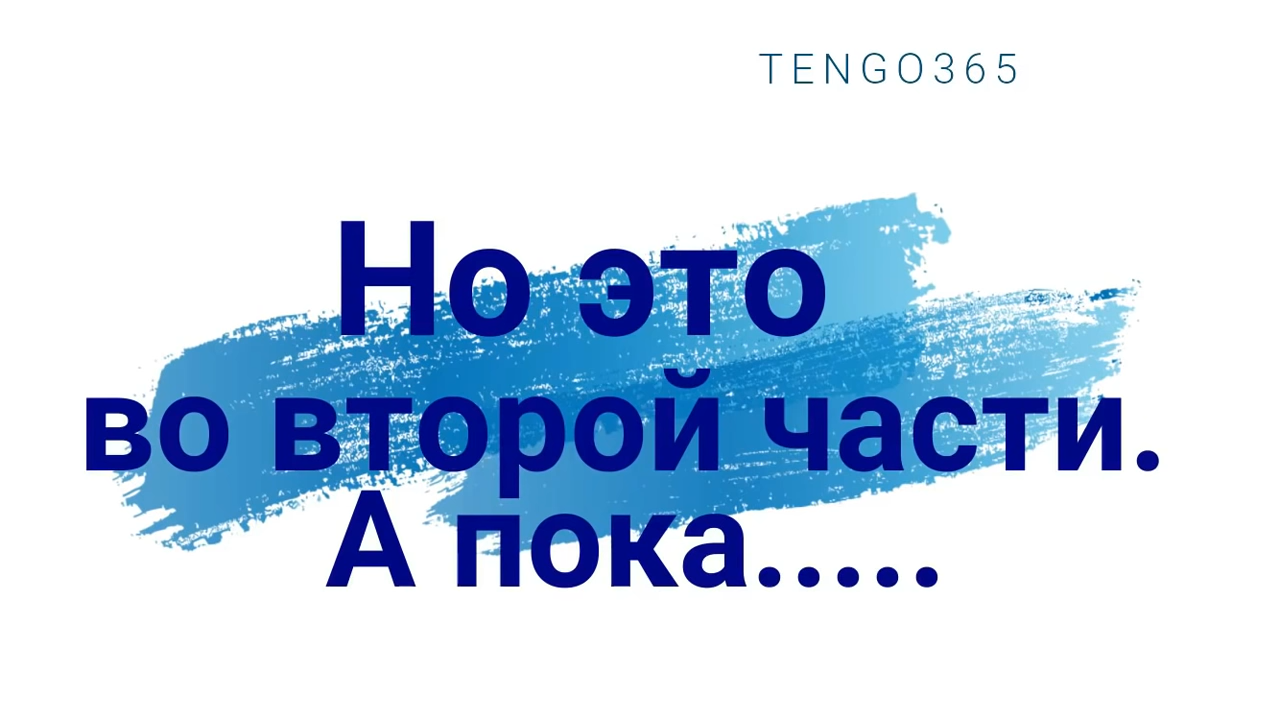 TENGO365
Но это
во второй части.
А пока.....